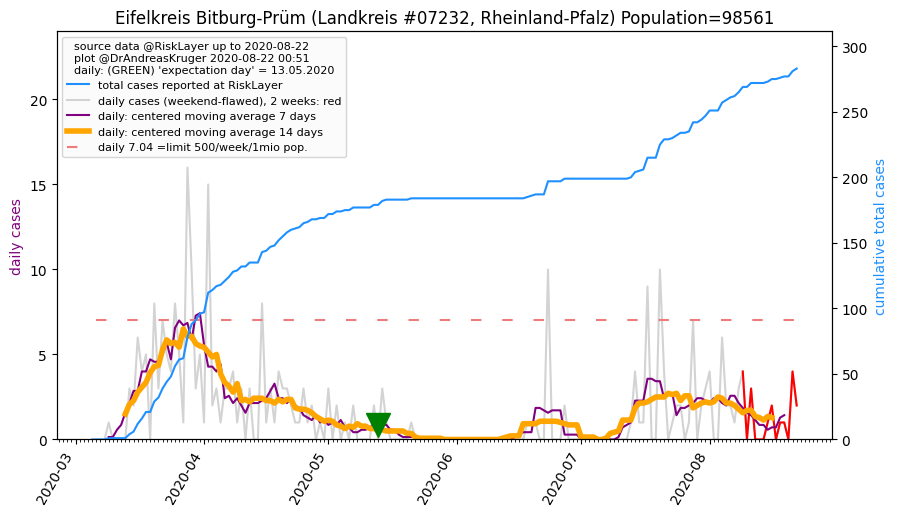 Eifelkreis Bitburg-Prüm (Landkreis #07232, Rheinland-Pfalz) Population=98561
source data @RiskLayer up to 2020-08-22
plot @DrAndreasKruger 2020-08-22 00:51
daily: (GREEN) 'expectation day' = 13.05.2020
total cases reported at RiskLayer
daily cases (weekend-flawed), 2 weeks: red
daily: centered moving average 7 days
daily: centered moving average 14 days
daily 7.04 =limit 500/week/1mio pop.
daily cases
20
15
10
5
0
cumulative total cases
300
250
200
150
100
50
0
2020-03
2020-04
2020-05
2020-06
2020-07
2020-08